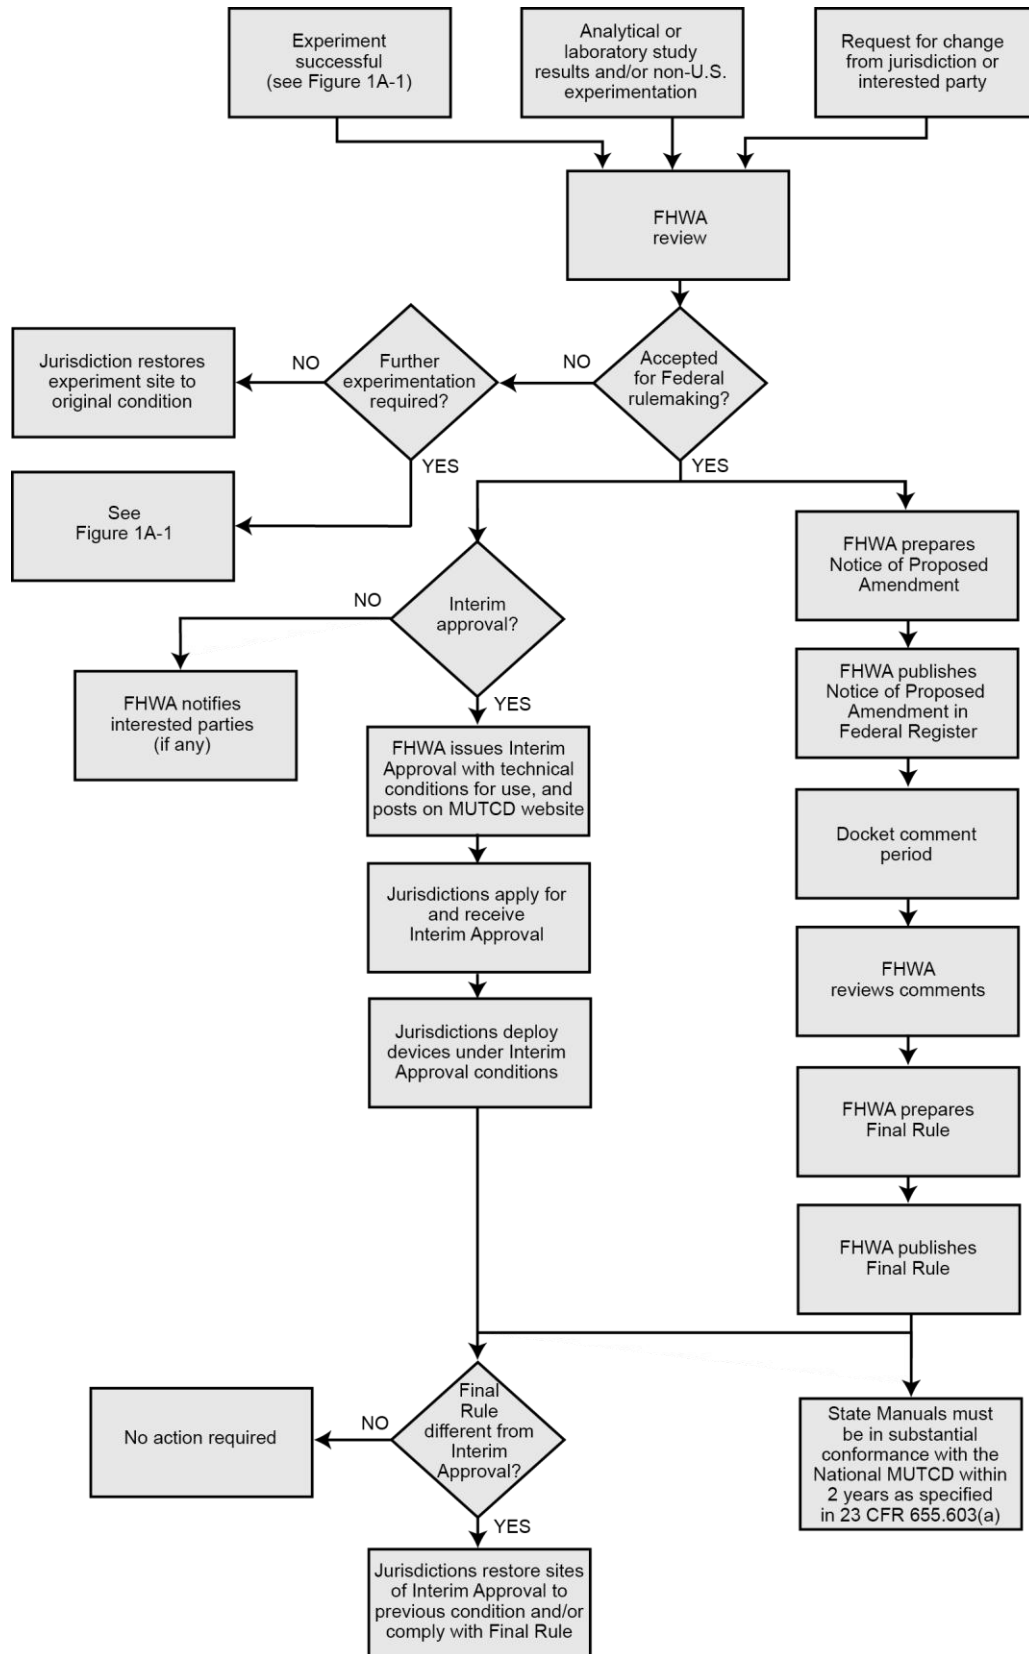 Experiment
successful
(see Figure 1A-1)
Analytical or
laboratory study
results and/or non-U.S.
experimentation
Request for change
from jurisdiction or
interested party
FHWA
review
Accepted
for Federal
rulemaking?
NO
YES
Further
experimentation
required?
NO
YES
Jurisdiction restores
experiment site to
original condition
See
Figure 1A-1
Interim
approval?
NO
YES
FHWA notifies
interested parties
(if any)
FHWA issues Interim
Approval with technical
conditions for use, and
posts on MUTCD website
Jurisdictions apply for
and receive
Interim Approval
Jurisdictions deploy
devices under Interim
Approval conditions
FHWA prepares
Notice of Proposed
Amendment
FHWA publishes
Notice of Proposed
Amendment in
Federal Register
Docket comment
period
FHWA
reviews comments
FHWA prepares
Final Rule
FHWA publishes
Final Rule
Final
Rule
different from
Interim
Approval?
NO
YES
No action required
Jurisdictions restore sites
of Interim Approval to
previous condition and/or
comply with Final Rule
State Manuals must
be in substantial
conformance with the
National MUTCD within
2 years as specified
in 23 CFR 655.603(a)